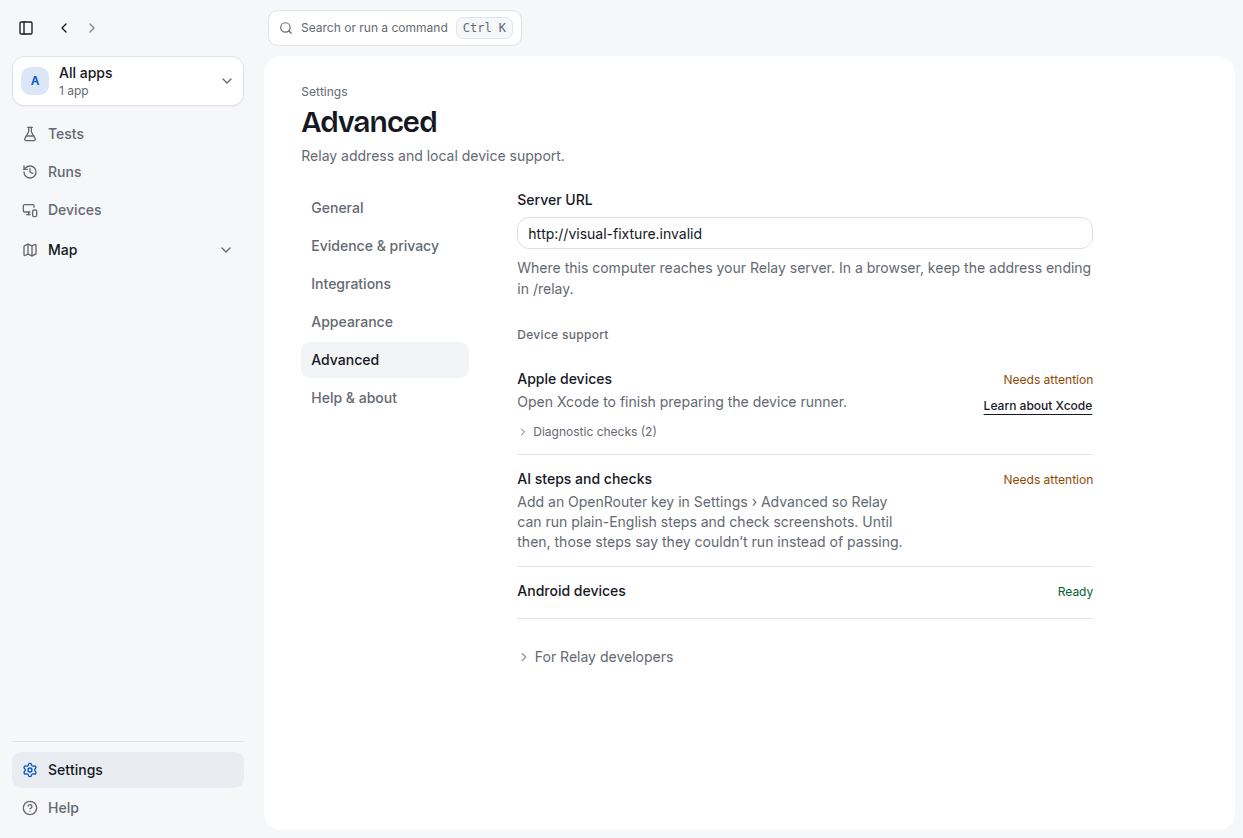 Search or run a command Ctrl K
A
All apps
1 app
Tests
Runs
Devices
Map
Settings
Help
Settings
Advanced
Relay address and local device support.
General
Evidence & privacy
Integrations
Appearance
Advanced
Help & about
Server URL
http://visual-fixture.invalid
Where this computer reaches your Relay server. In a browser, keep the address ending
in /relay.
Device support
Apple devices
Needs attention
Open Xcode to finish preparing the device runner.
Learn about Xcode
Diagnostic checks (2)
AI steps and checks
Needs attention
Add an OpenRouter key in Settings › Advanced so Relay
can run plain-English steps and check screenshots. Until
then, those steps say they couldn’t run instead of passing.
Android devices
Ready
For Relay developers